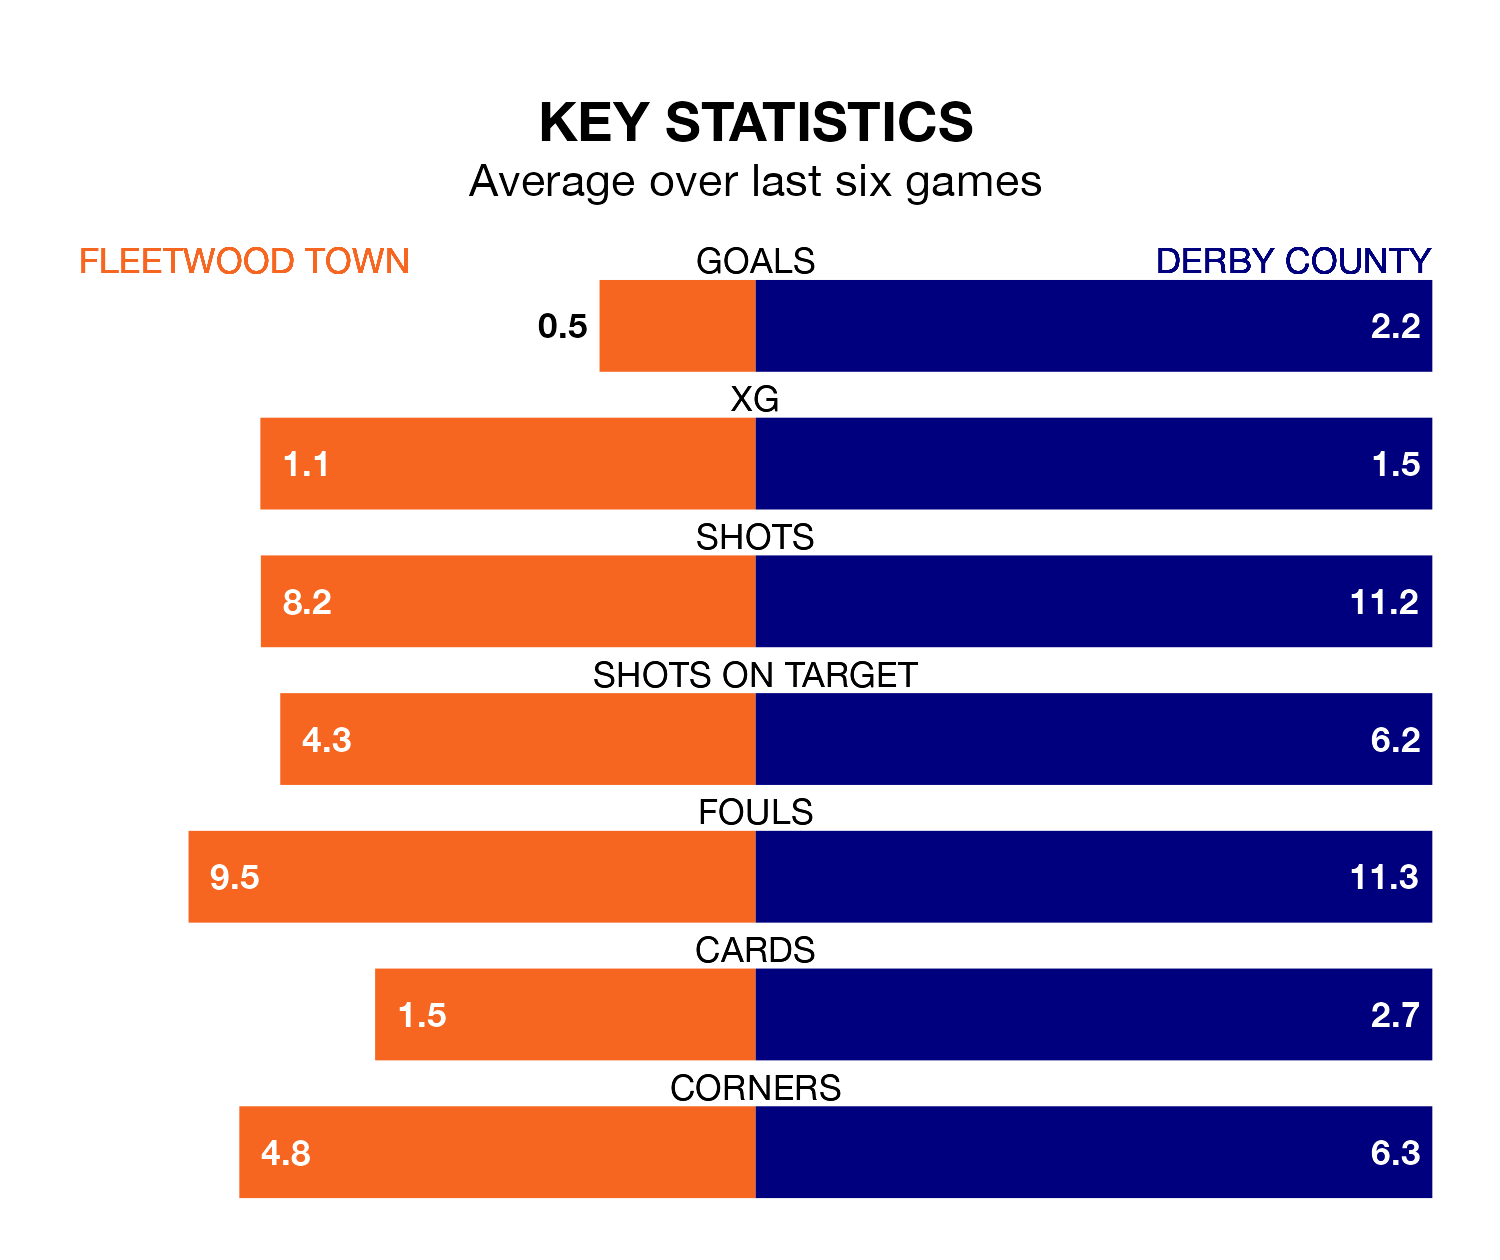 KEY STATISTICS
Average over last six games
FLEETWOOD TOWN GOALS DERBY COUNTY
0.5 2.2
XG
1.1 1.5
SHOTS
8.2 11.2
SHOTS ON TARGET
4.3 6.2
FOULS
9.5 11.3
CARDS
1.5 2.7
CORNERS
4.8 6.3